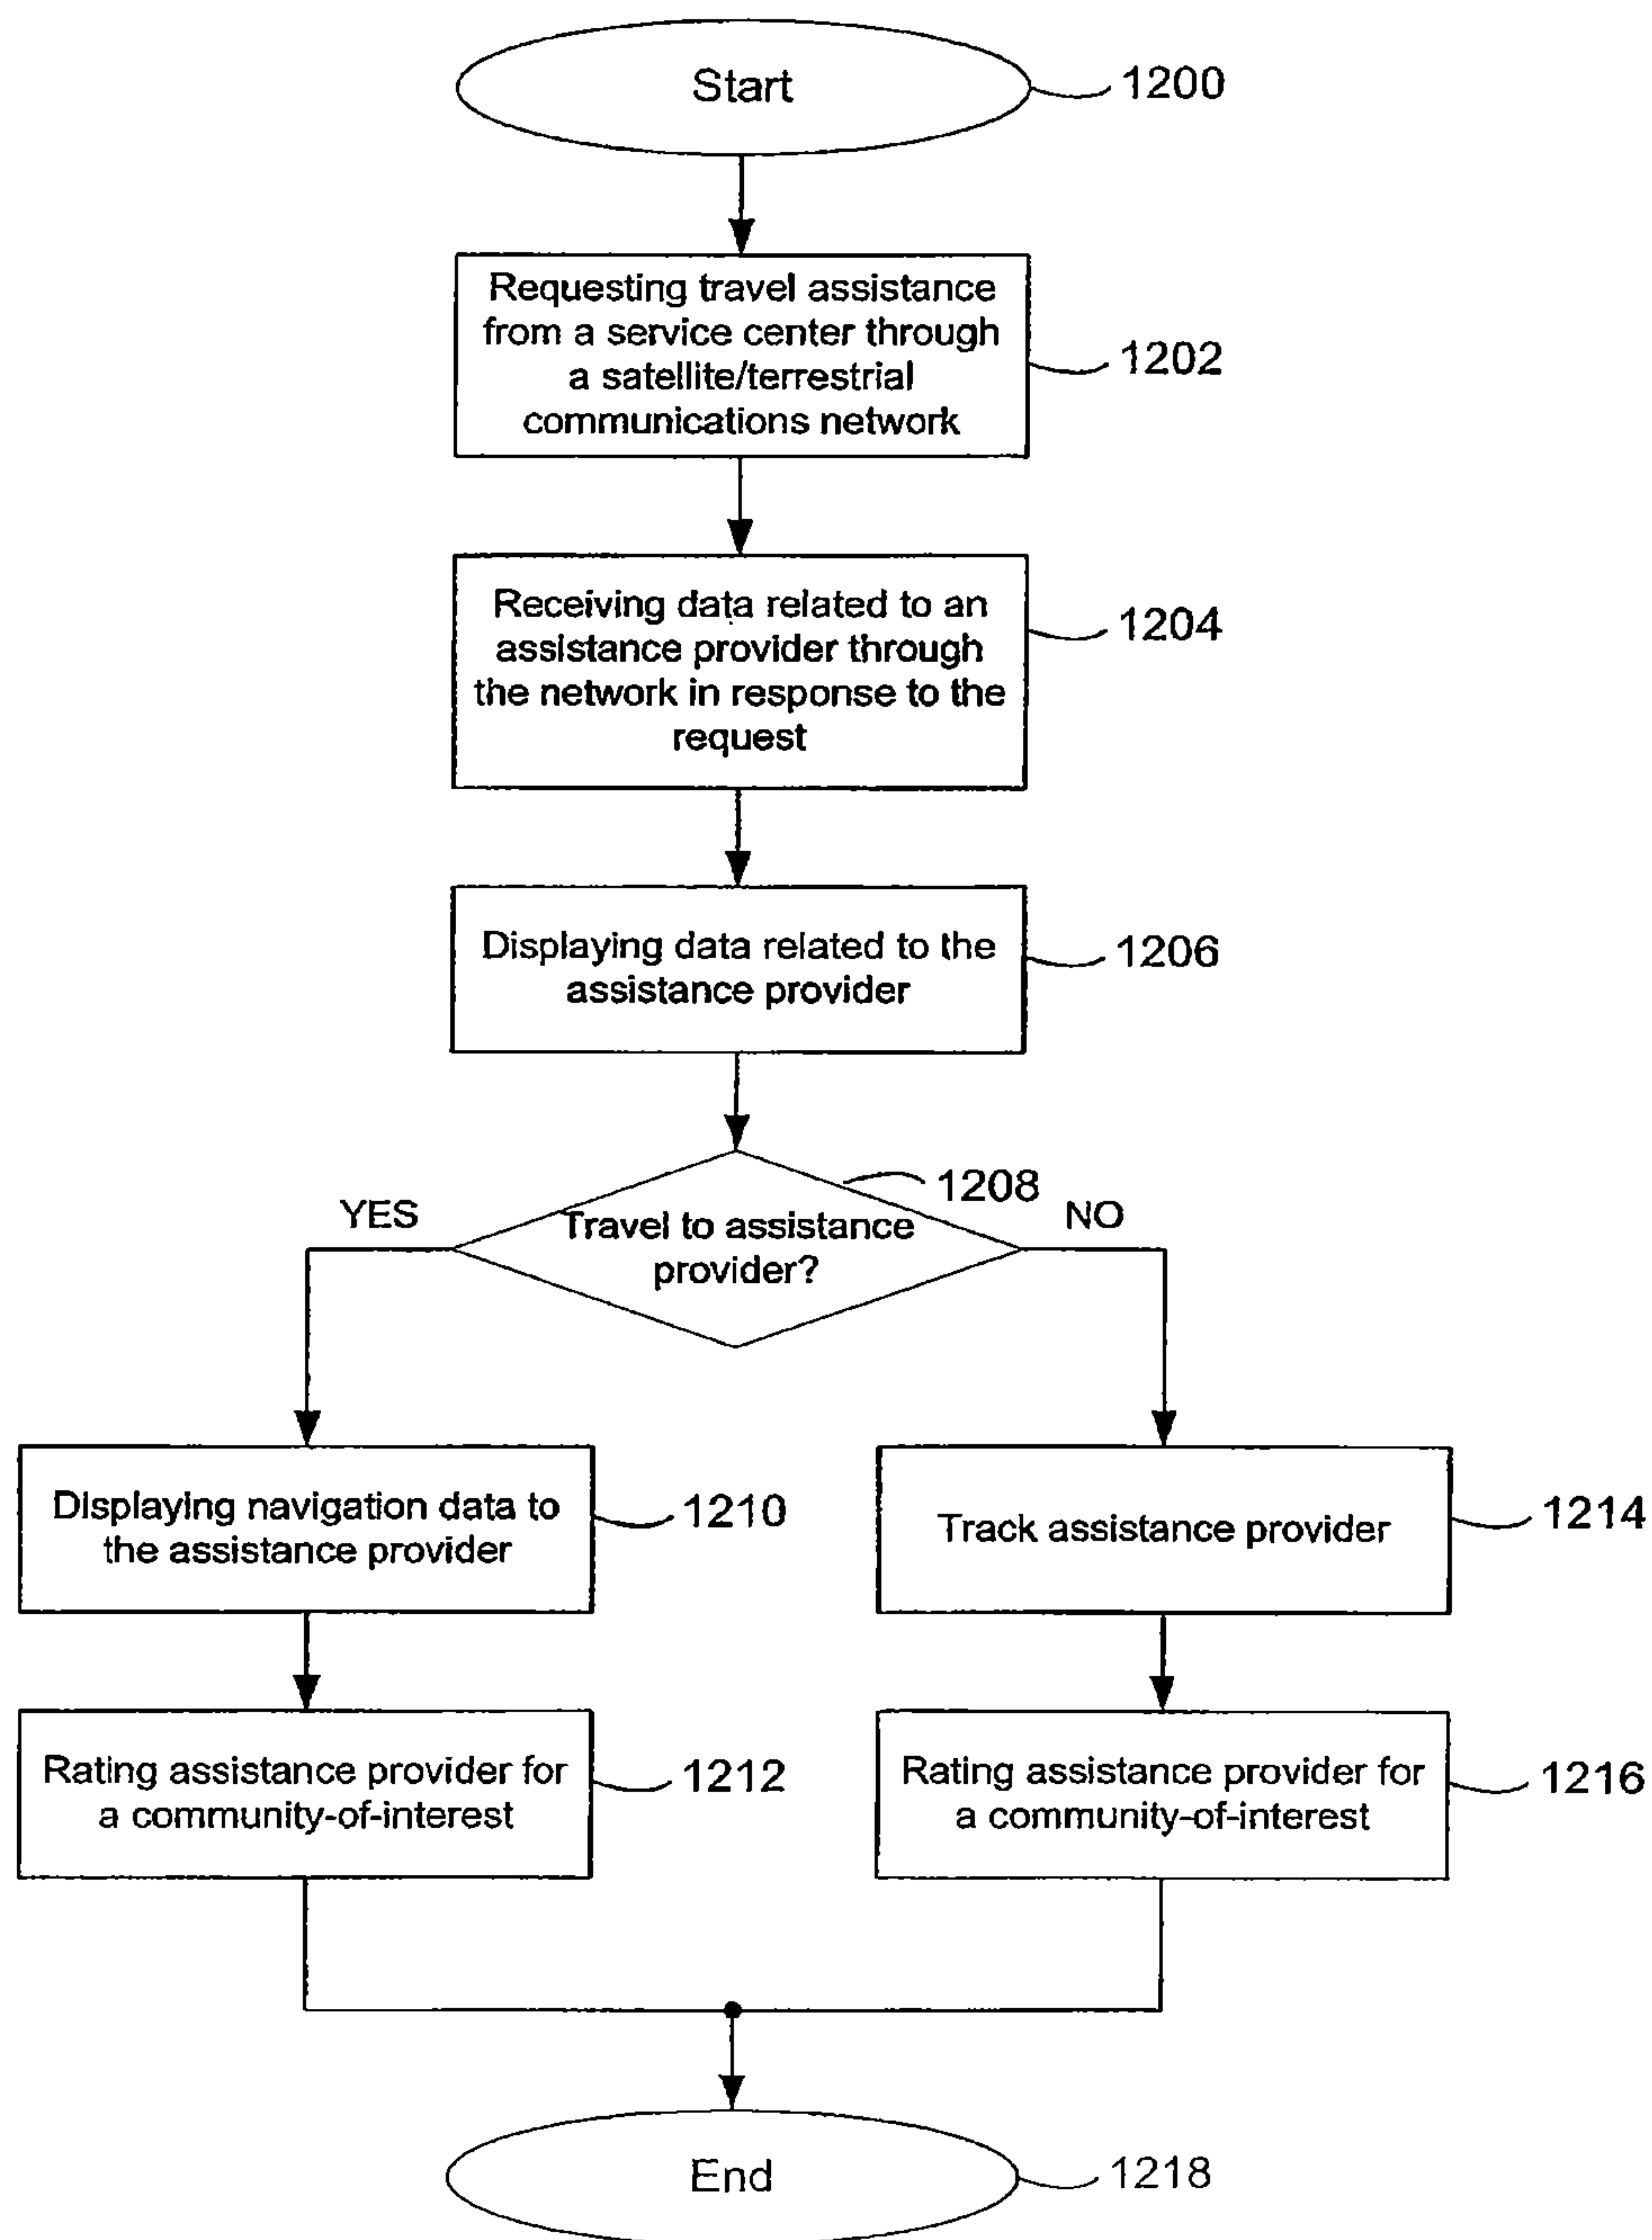 Start
1200
Requesting travel assistance
from a service center through
a satellite/terrestrial
communications network
1202
Receiving data related to an
assistance provider through
the network in response to the
request
1204
Displaying data related to the
assistance provider
1206
1208
YES
Travel to assistance
provider?
NO
Displaying navigation data to
the assistance provider
1210
Track assistance provider
1214
Rating assistance provider for
a community-of-interest
1212
Rating assistance provider for
a community-of-interest
1216
End
1218